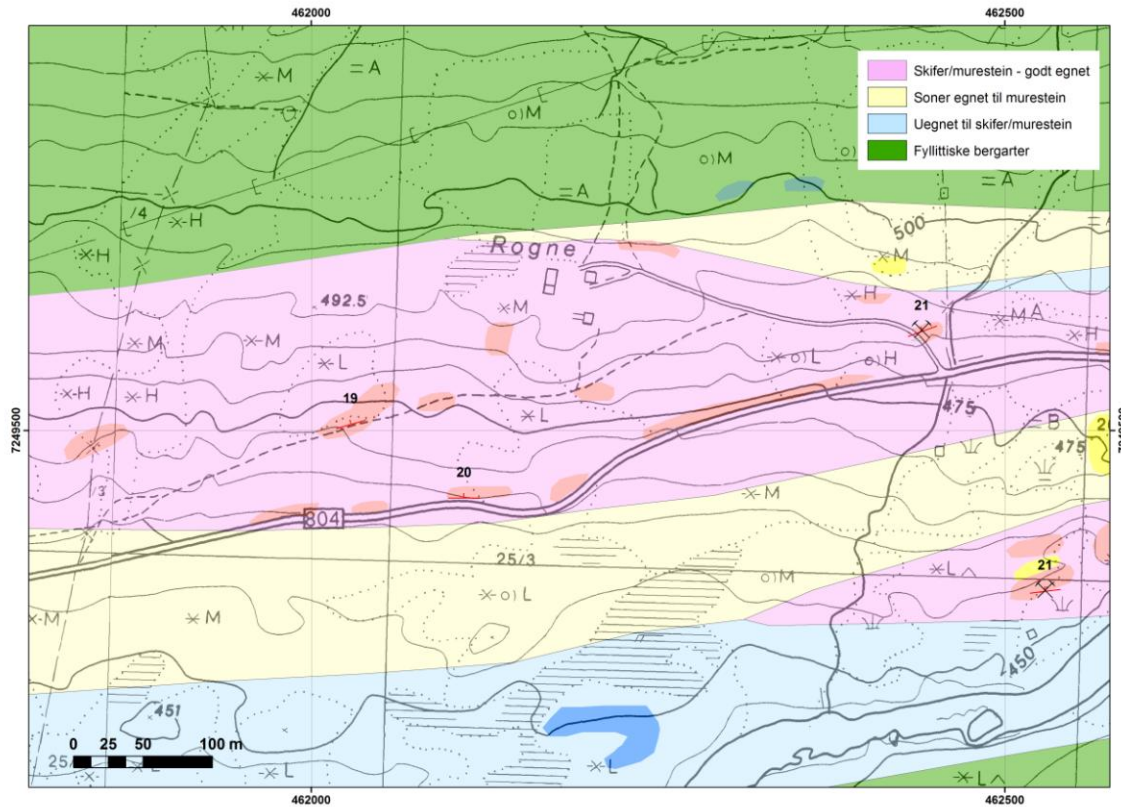 462000 462500
M
=A
Skifer/murestein - godt egnet
Soner egnet til murestein
Uegnet til skifer/murestein
Fyllittiske bergarter
o)M
o)M
=A
=A
/4
H
H
500
Rogne
M
492.5
M
H
21
M A
M
M
H
L
o)L
o)H
H
H
19
L
475
7249500
B
475
20
/3
M
804
25/3
L
21
o)M
o)L
M
M
450
451
0 25 50 100 m
25/
L
L
L
L
462000 462500